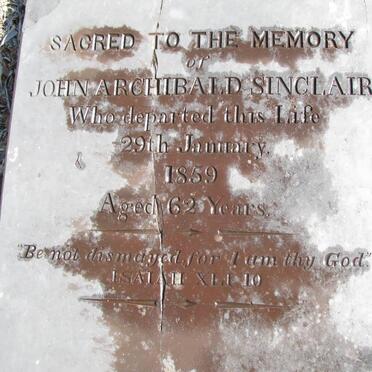 SACRED TO THE MEMORY
of
JOHN ARCHIBALD SINCLAIR
Who departed this Life
29th January,
1859
Aged 62 Years.
"Be not dismayed for I am thy God."
ISAIAH XLI 10